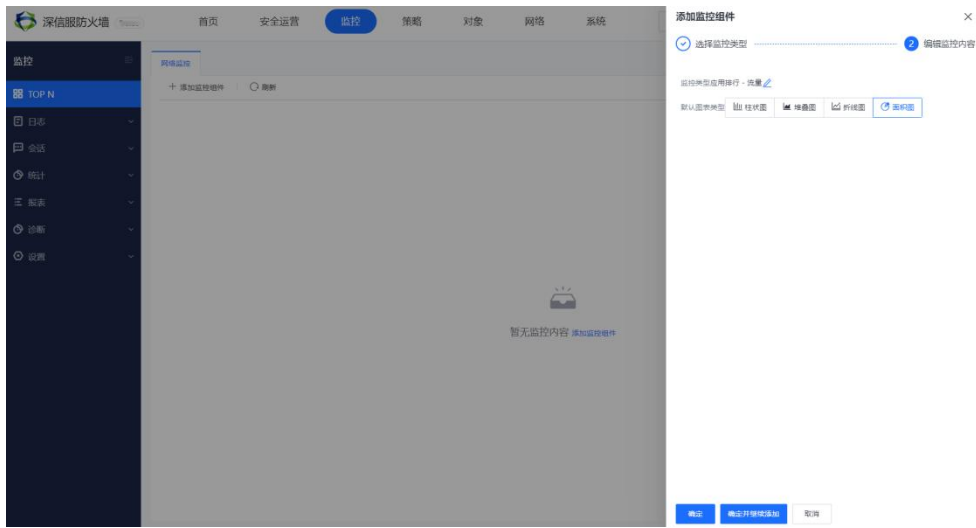 深信服防火墙
首页 安全运营 监控 策略 对象 网络 系统
监控
TOP N
日志
会话
统计
报表
诊断
设置
网络监控
+ 添加监控组件 刷新
暂无监控内容 添加监控组件
添加监控组件
选择监控类型 2 编辑监控内容
监控类型应用排行 - 流量
默认图表类型 柱状图 堆叠图 折线图 面积图
确定 确定并继续添加 取消